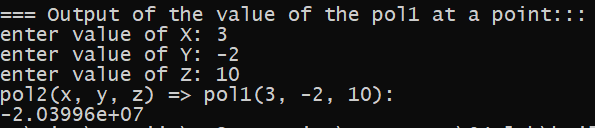 === Output of the value of the pol1 at a point:::
enter value of X: 3
enter value of Y: -2
enter value of Z: 10
pol2(x, y, z) => pol1(3, -2, 10):
-2.03996e+07